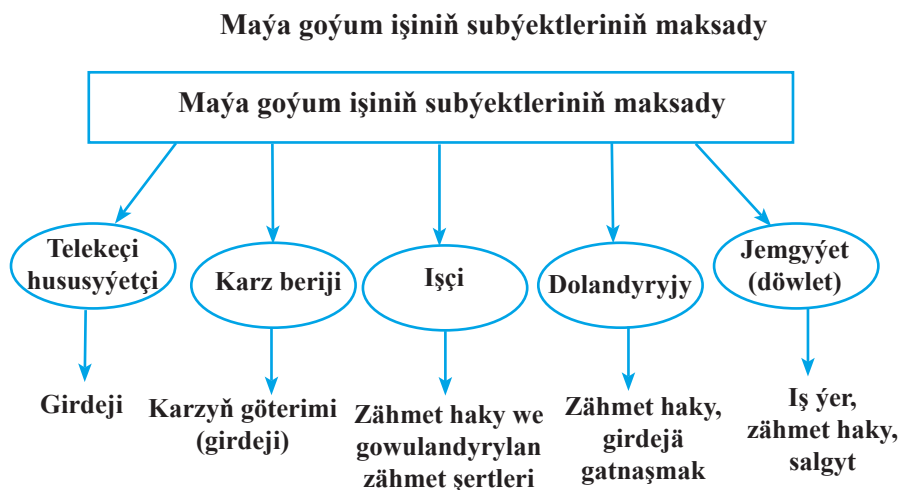 Maýa goýum işiniň subýektleriniň maksady
Maýa goýum işiniň subýektleriniň maksady
Telekeçi
hususyýetçi
Karz beriji
Işçi
Dolandyryjy
Jemgyýet
(döwlet)
Girdeji
Karzyň göterimi
(girdeji)
Zähmet haky we
gowulandyrylan
zähmet şertleri
Zähmet haky,
girdejä
gatnaşmak
Iş ýer,
zähmet haky,
salgyt